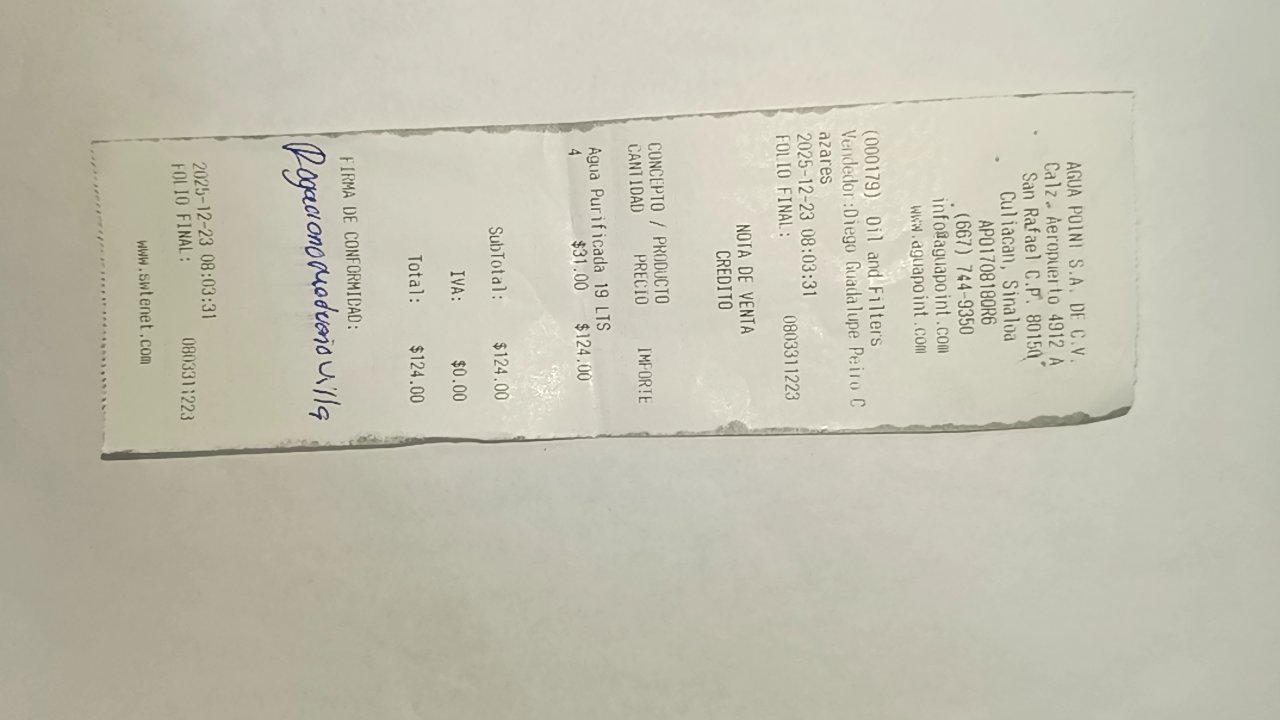 AGUA POINT S.A. DE C.V.
Calz. Aeropuerto 4912 A
San Rafael C.P. 80150
Culiacan, Sinaloa
APO1708180R6
(667) 744-9350
info@aguapoint.com
www.aguapoint.com
(000179) Oil and Filters
Vendedor:Diego Guadalupe Peiro C
azares
2025-12-23 08:03:31
FOLIO FINAL: 0803311223
NOTA DE VENTA
CREDITO
CONCEPTO / PRODUCTO
CANTIDAD PRECIO IMPORTE
Agua Purificada 19 LTS
4 $31.00 $124.00
SubTotal: $124.00
IVA: $0.00
Total: $124.00
FIRMA DE CONFORMIDAD:
2025-12-23 08:03:31
FOLIO FINAL: 0803311223
www.swtenet.com